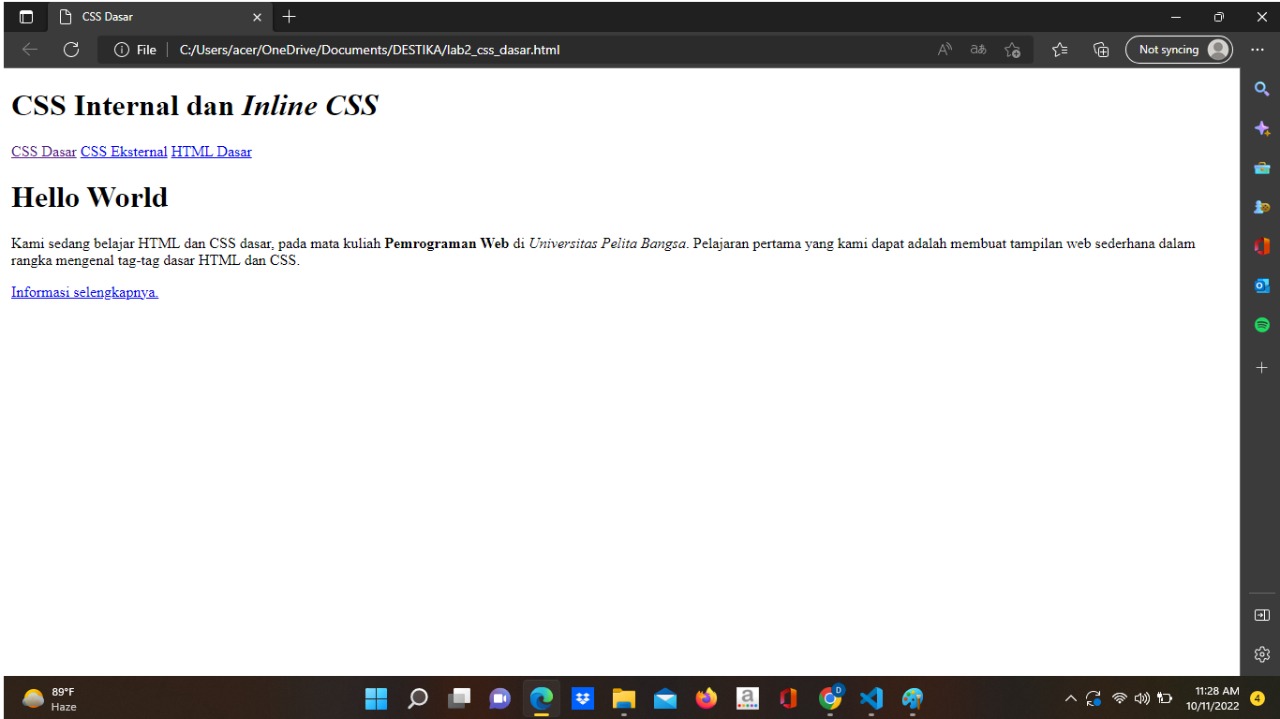 CSS Dasar
File
C:/Users/acer/OneDrive/Documents/DESTIKA/lab2_css_dasar.html
Not syncing
CSS Internal dan Inline CSS
CSS Dasar CSS Eksternal HTML Dasar
Hello World
Kami sedang belajar HTML dan CSS dasar, pada mata kuliah Pemrograman Web di Universitas Pelita Bangsa. Pelajaran pertama yang kami dapat adalah membuat tampilan web sederhana dalam
rangka mengenal tag-tag dasar HTML dan CSS.
Informasi selengkapnya.
89°F
Haze
11:28 AM
10/11/2022
4